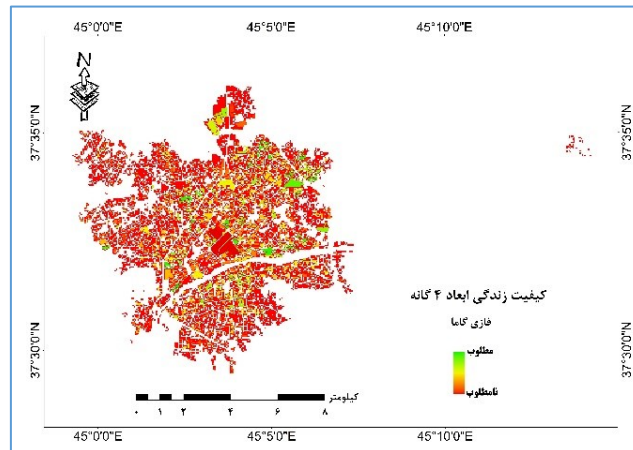 45°0'0"E 45°5'0"E 45°10'0"E
N
37°35'0"N 37°35'0"N
کیفیت زندگی ابعاد ۴ گانه
فازی گاما
مطلوب
نامطلوب
37°30'0"N 37°30'0"N
کیلومتر
۰ ۱ ۲ ۴ ۶ ۸
45°0'0"E 45°5'0"E 45°10'0"E